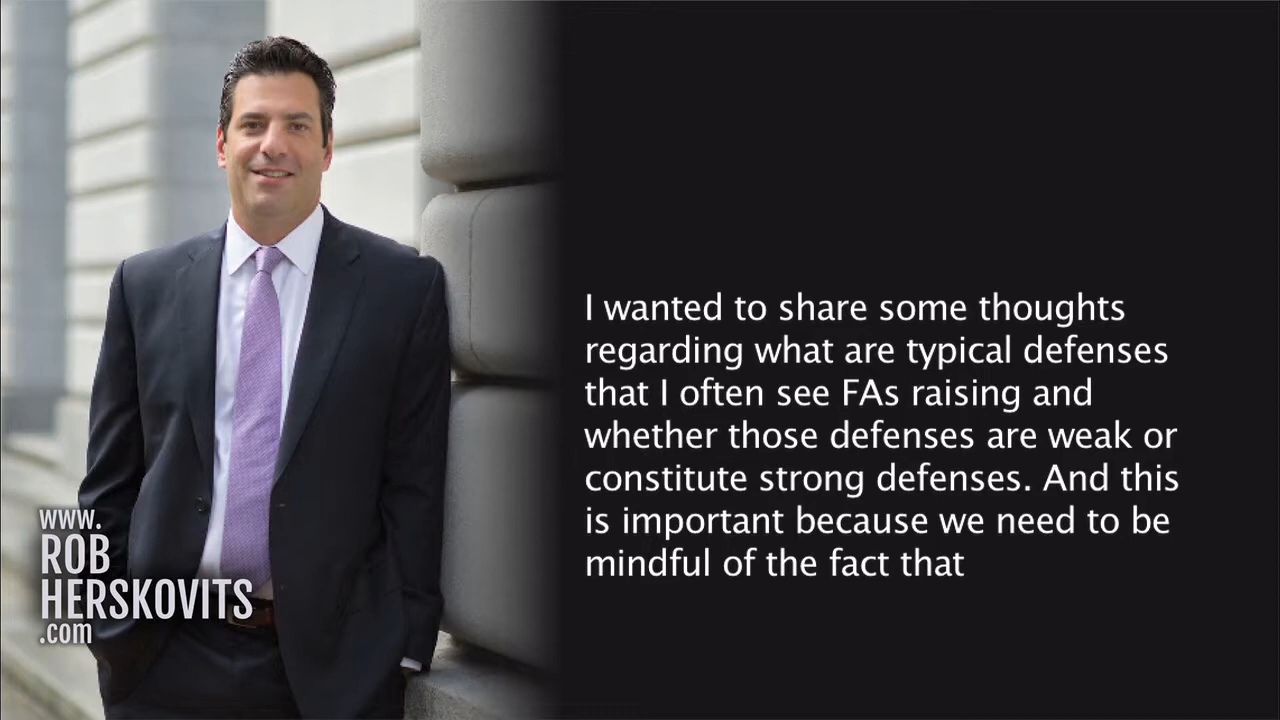 www.
ROB
HERSKOVITS
.com
I wanted to share some thoughts
regarding what are typical defenses
that I often see FAs raising and
whether those defenses are weak or
constitute strong defenses. And this
is important because we need to be
mindful of the fact that